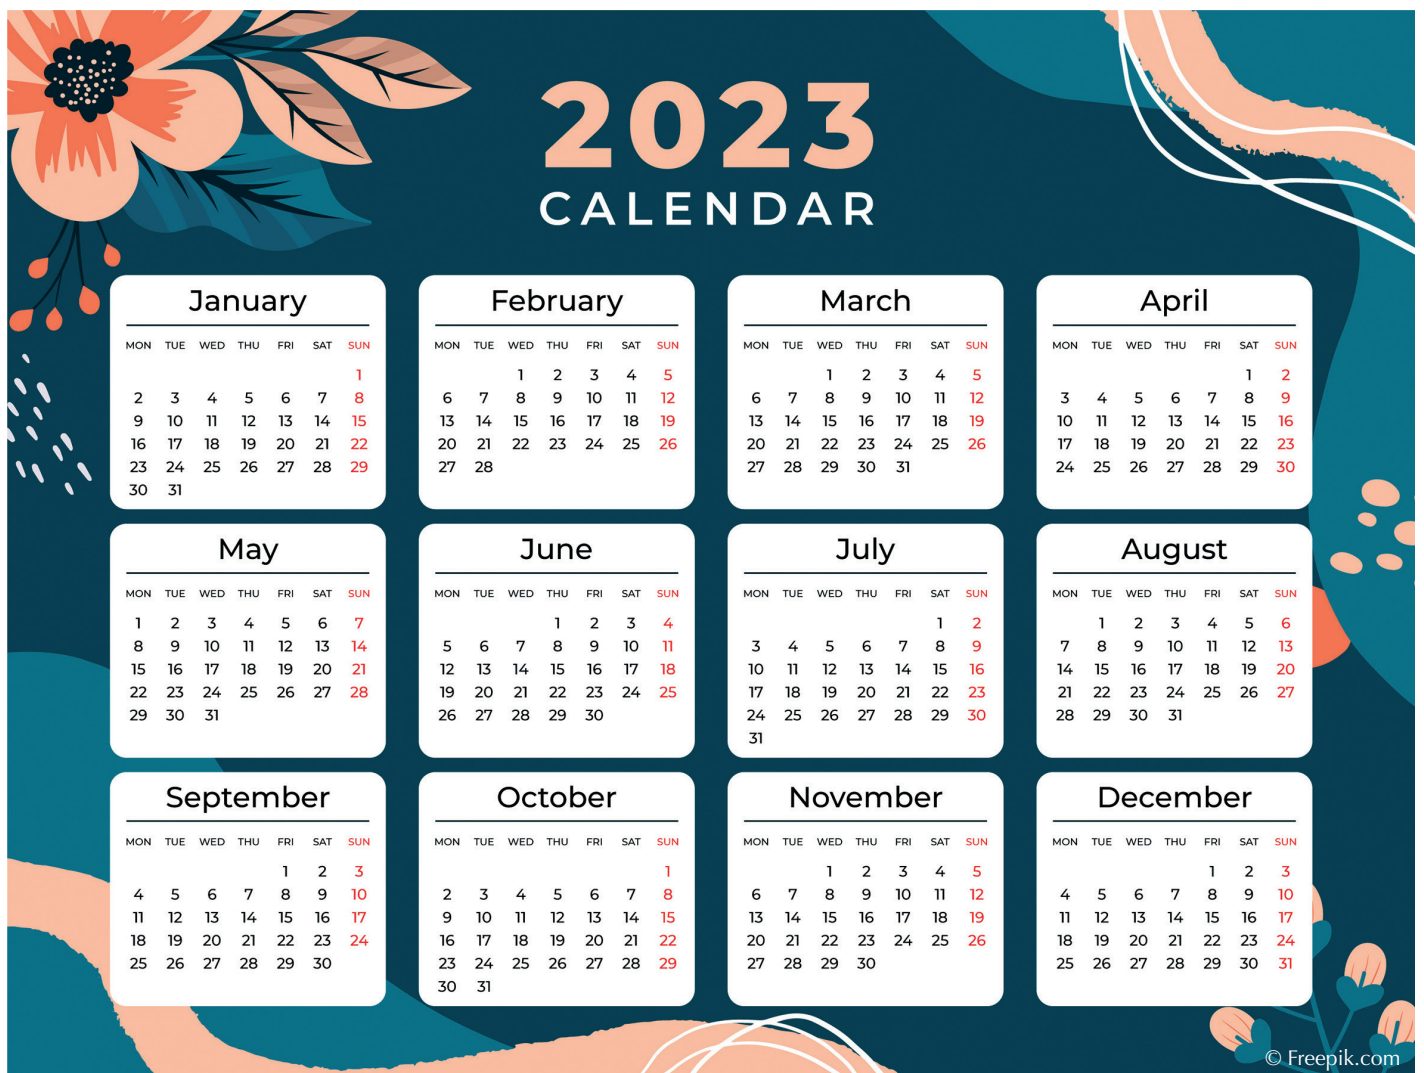 2023
CALENDAR
January
MON TUE WED THU FRI SAT SUN
1
2 3 4 5 6 7 8
9 10 11 12 13 14 15
16 17 18 19 20 21 22
23 24 25 26 27 28 29
30 31
February
MON TUE WED THU FRI SAT SUN
1 2 3 4 5
6 7 8 9 10 11 12
13 14 15 16 17 18 19
20 21 22 23 24 25 26
27 28
March
MON TUE WED THU FRI SAT SUN
1 2 3 4 5
6 7 8 9 10 11 12
13 14 15 16 17 18 19
20 21 22 23 24 25 26
27 28 29 30 31
April
MON TUE WED THU FRI SAT SUN
1 2
3 4 5 6 7 8 9
10 11 12 13 14 15 16
17 18 19 20 21 22 23
24 25 26 27 28 29 30
May
MON TUE WED THU FRI SAT SUN
1 2 3 4 5 6 7
8 9 10 11 12 13 14
15 16 17 18 19 20 21
22 23 24 25 26 27 28
29 30 31
June
MON TUE WED THU FRI SAT SUN
1 2 3 4
5 6 7 8 9 10 11
12 13 14 15 16 17 18
19 20 21 22 23 24 25
26 27 28 29 30
July
MON TUE WED THU FRI SAT SUN
1 2
3 4 5 6 7 8 9
10 11 12 13 14 15 16
17 18 19 20 21 22 23
24 25 26 27 28 29 30
31
August
MON TUE WED THU FRI SAT SUN
1 2 3 4 5 6
7 8 9 10 11 12 13
14 15 16 17 18 19 20
21 22 23 24 25 26 27
28 29 30 31
September
MON TUE WED THU FRI SAT SUN
1 2 3
4 5 6 7 8 9 10
11 12 13 14 15 16 17
18 19 20 21 22 23 24
25 26 27 28 29 30
October
MON TUE WED THU FRI SAT SUN
1
2 3 4 5 6 7 8
9 10 11 12 13 14 15
16 17 18 19 20 21 22
23 24 25 26 27 28 29
30 31
November
MON TUE WED THU FRI SAT SUN
1 2 3 4 5
6 7 8 9 10 11 12
13 14 15 16 17 18 19
20 21 22 23 24 25 26
27 28 29 30
December
MON TUE WED THU FRI SAT SUN
1 2 3
4 5 6 7 8 9 10
11 12 13 14 15 16 17
18 19 20 21 22 23 24
25 26 27 28 29 30 31
© Freepik.com